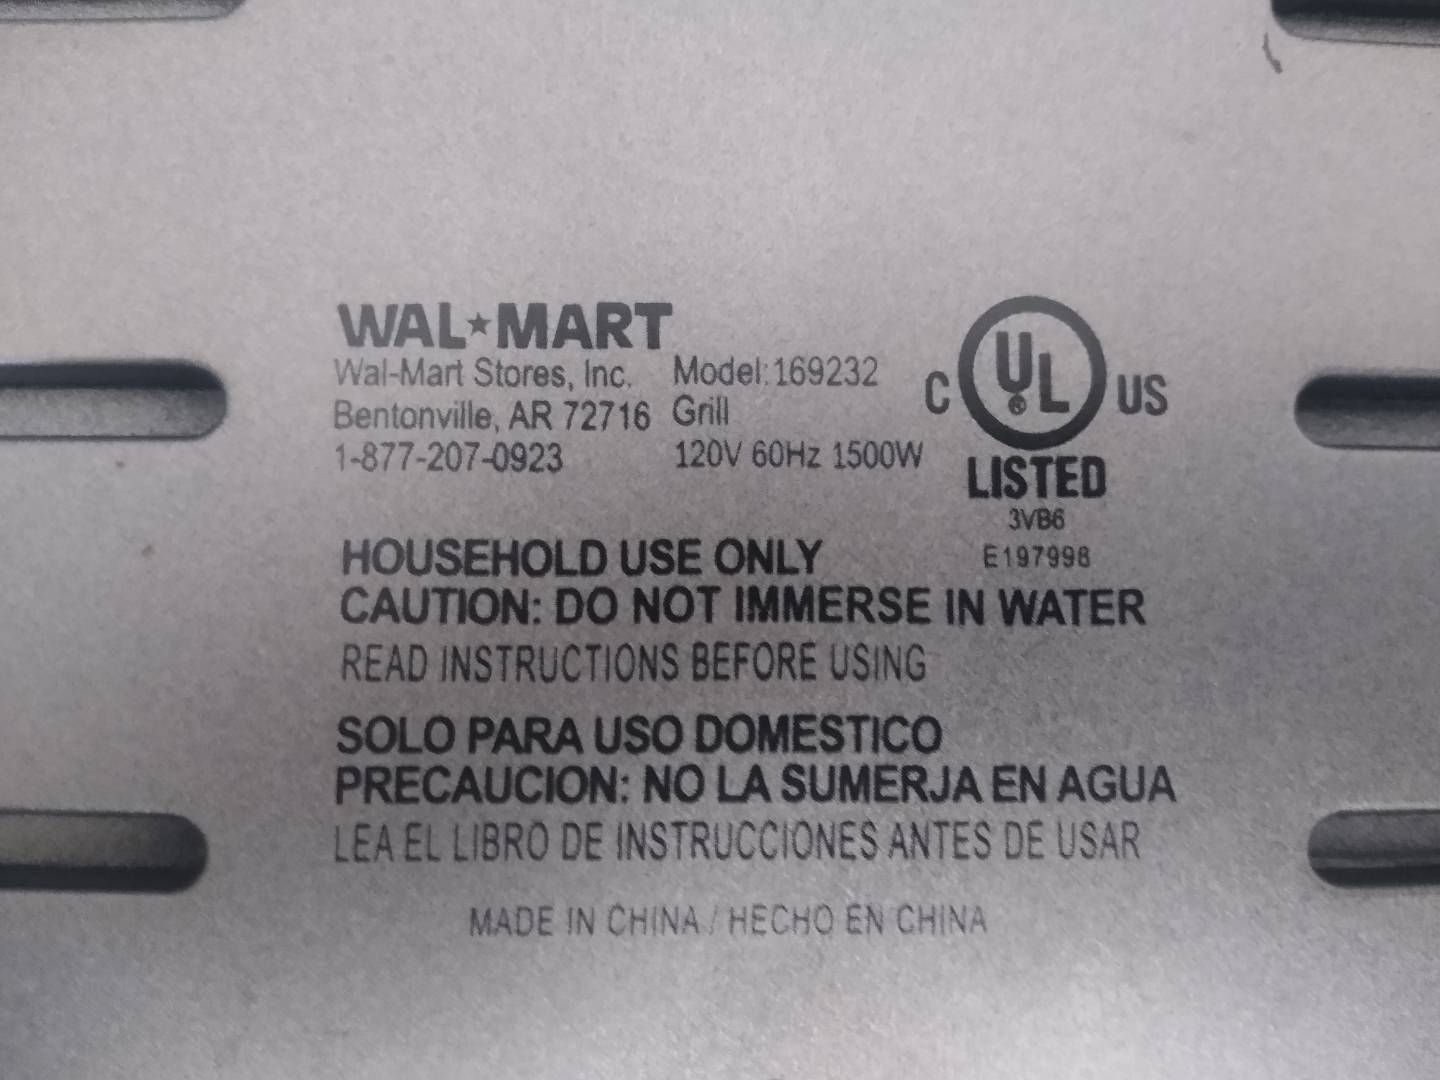 WAL★MART
Wal-Mart Stores, Inc.
Bentonville, AR 72716
1-877-207-0923
Model:169232
Grill
120V 60Hz 1500W
C UL® US
LISTED
3VB6
E197998
HOUSEHOLD USE ONLY
CAUTION: DO NOT IMMERSE IN WATER
READ INSTRUCTIONS BEFORE USING
SOLO PARA USO DOMESTICO
PRECAUCION: NO LA SUMERJA EN AGUA
LEA EL LIBRO DE INSTRUCCIONES ANTES DE USAR
MADE IN CHINA / HECHO EN CHINA